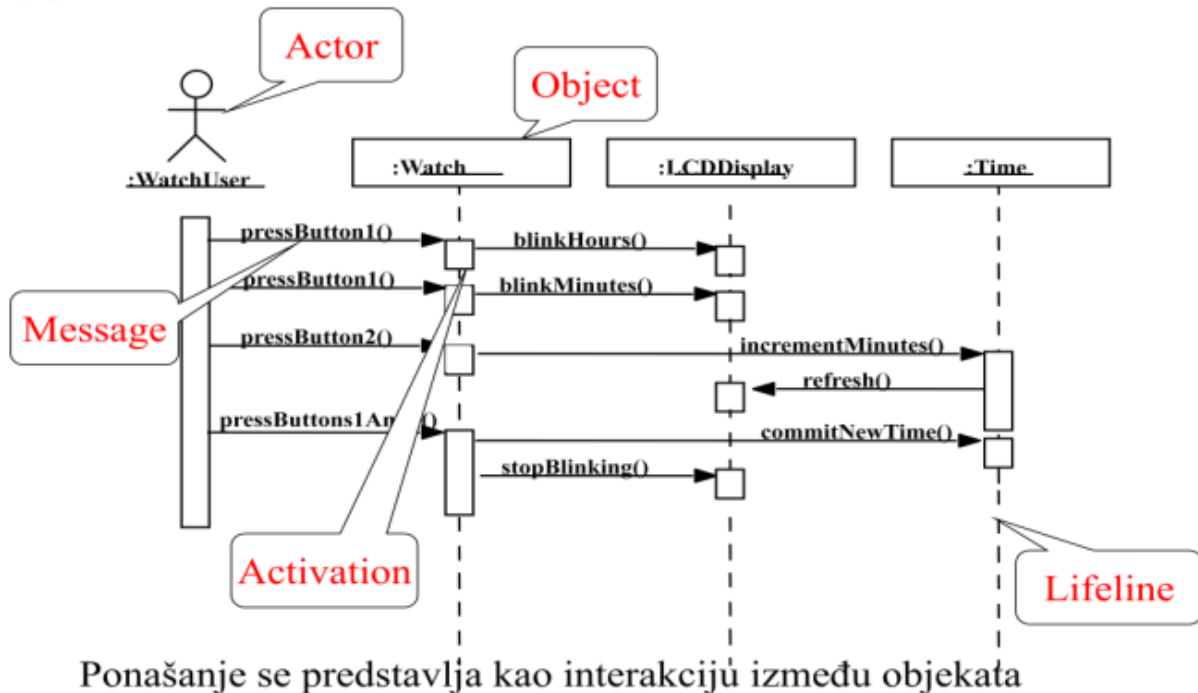 Actor
Object
:WatchUser
:Watch
:LCDDisplay
:Time
pressButton1()
blinkHours()
pressButton1()
blinkMinutes()
Message
pressButton2()
incrementMinutes()
refresh()
pressButtons1An
commitNewTime()
stopBlinking()
Activation
Lifeline
Ponašanje se predstavlja kao interakciju između objekata